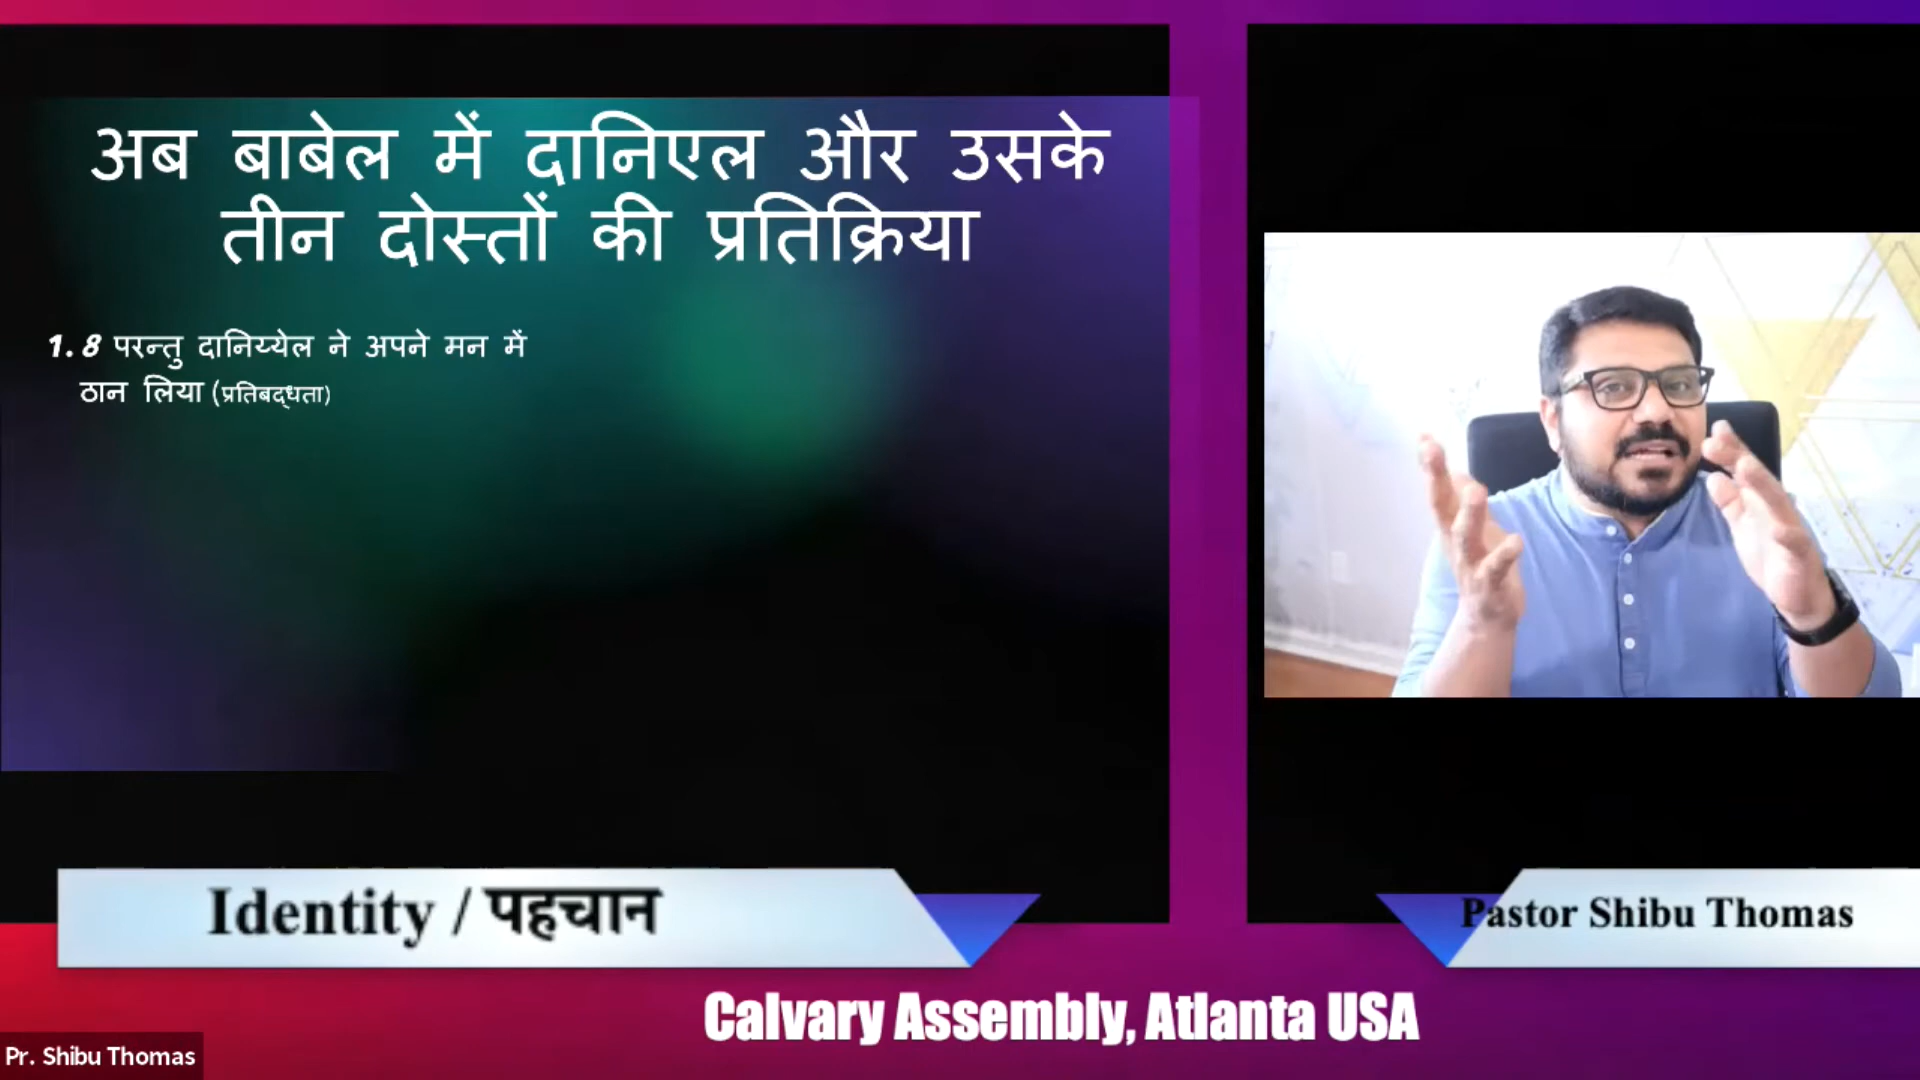 अब बाबेल में दानिएल और उसके
तीन दोस्तों की प्रतिक्रिया
1.8 परन्तु दानिय्येल ने अपने मन में
ठान लिया (प्रतिबद्धता)
Identity / पहचान
Pastor Shibu Thomas
Calvary Assembly, Atlanta USA
Pr. Shibu Thomas